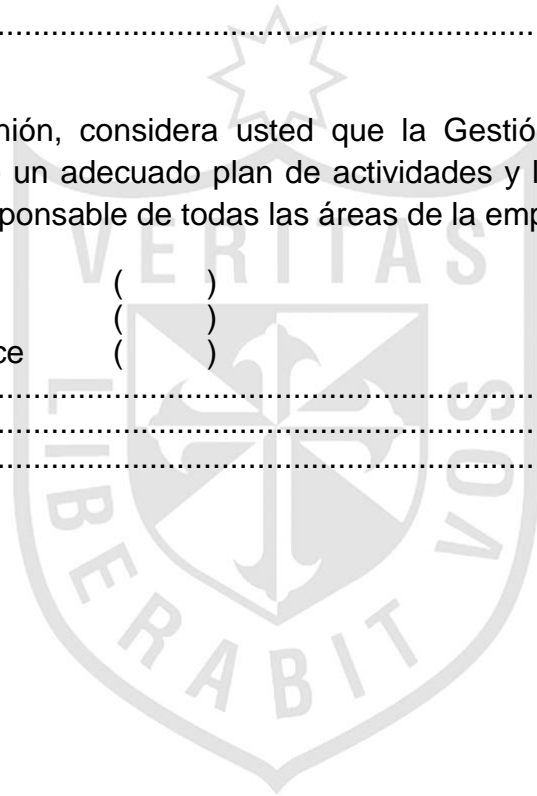 ................................................................
nión, considera usted que la Gestió
un adecuado plan de actividades y
ponsable de todas las áreas de la emp
( )
( )
ce ( )
................................................................
................................................................
................................................................
VERITAS
LIBERABIT
VOS